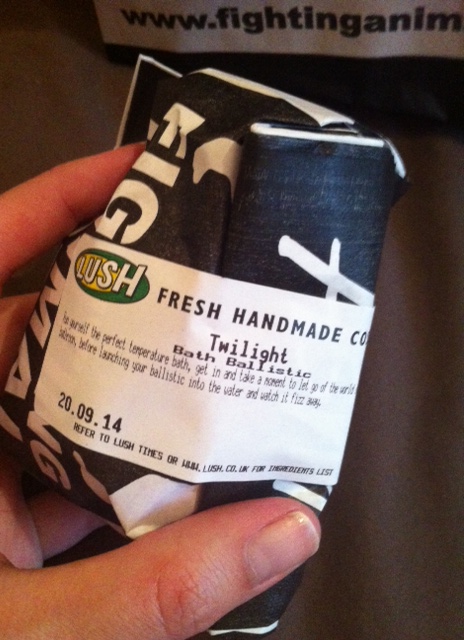 www.fightinganim
FIG
LUSH
FRESH HANDMADE CO
Twilight
Bath Ballistic
yourself the perfect temperature bath, get in and take a moment to let go of the world
before launching your ballistic into the water and watch it fizz away.
20.09.14
REFER TO LUSH TIMES OR WWW.LUSH.CO.UK FOR INGREDIENTS LIST